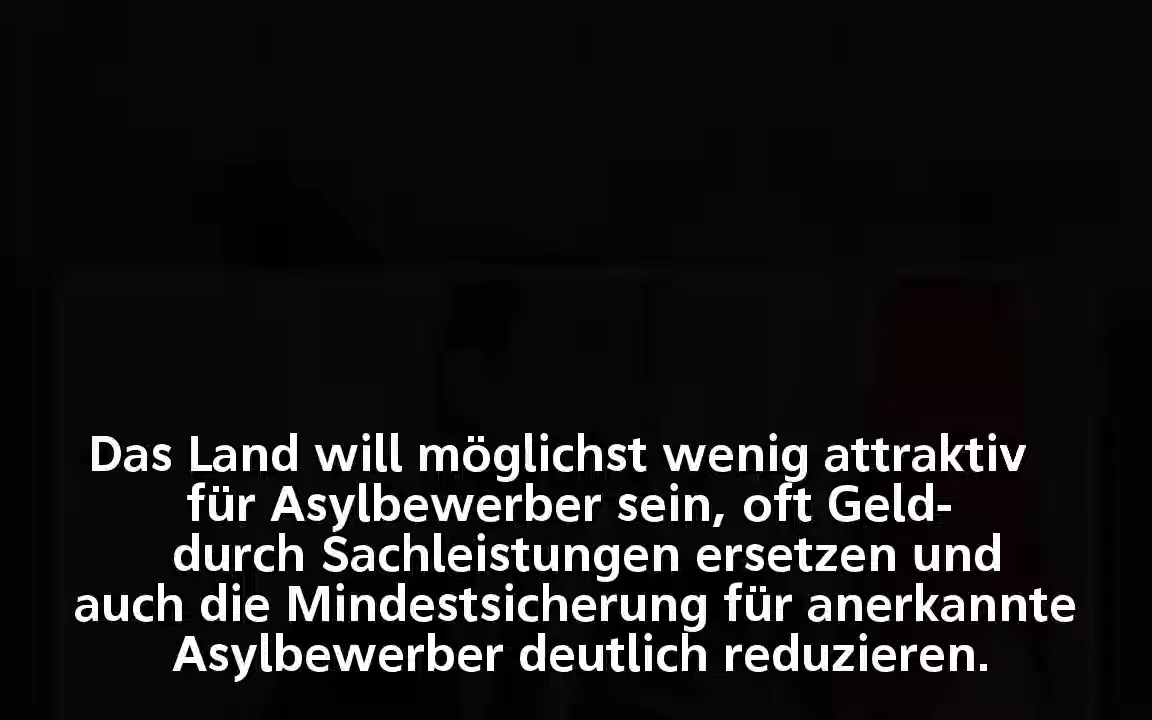 Das Land will möglichst wenig attraktiv
für Asylbewerber sein, oft Geld-
durch Sachleistungen ersetzen und
auch die Mindestsicherung für anerkannte
Asylbewerber deutlich reduzieren.